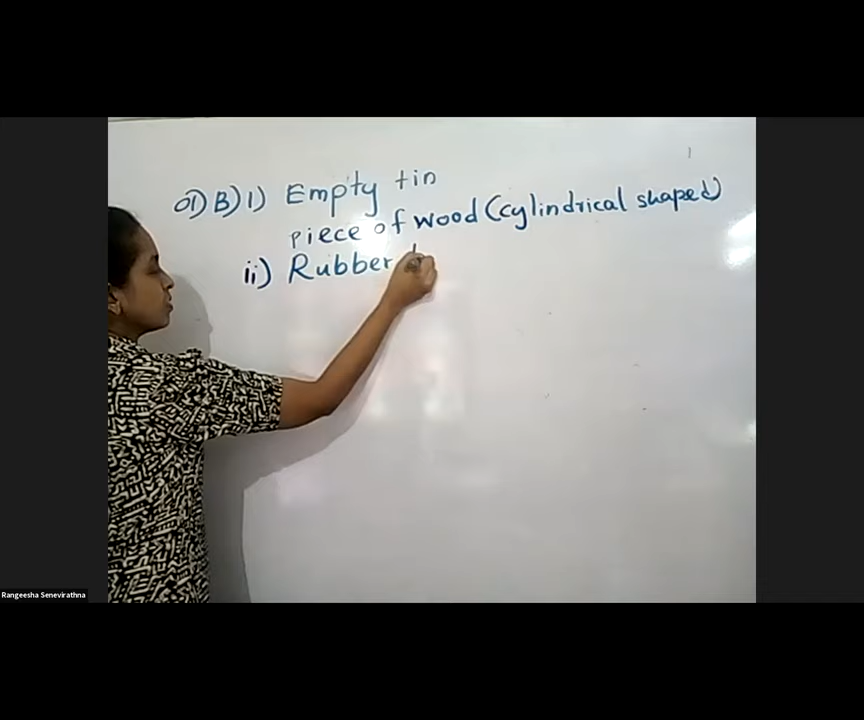 01) B) i) Empty tin
piece of wood (cylindrical shaped)
ii) Rubber
Rangeesha Senevirathna